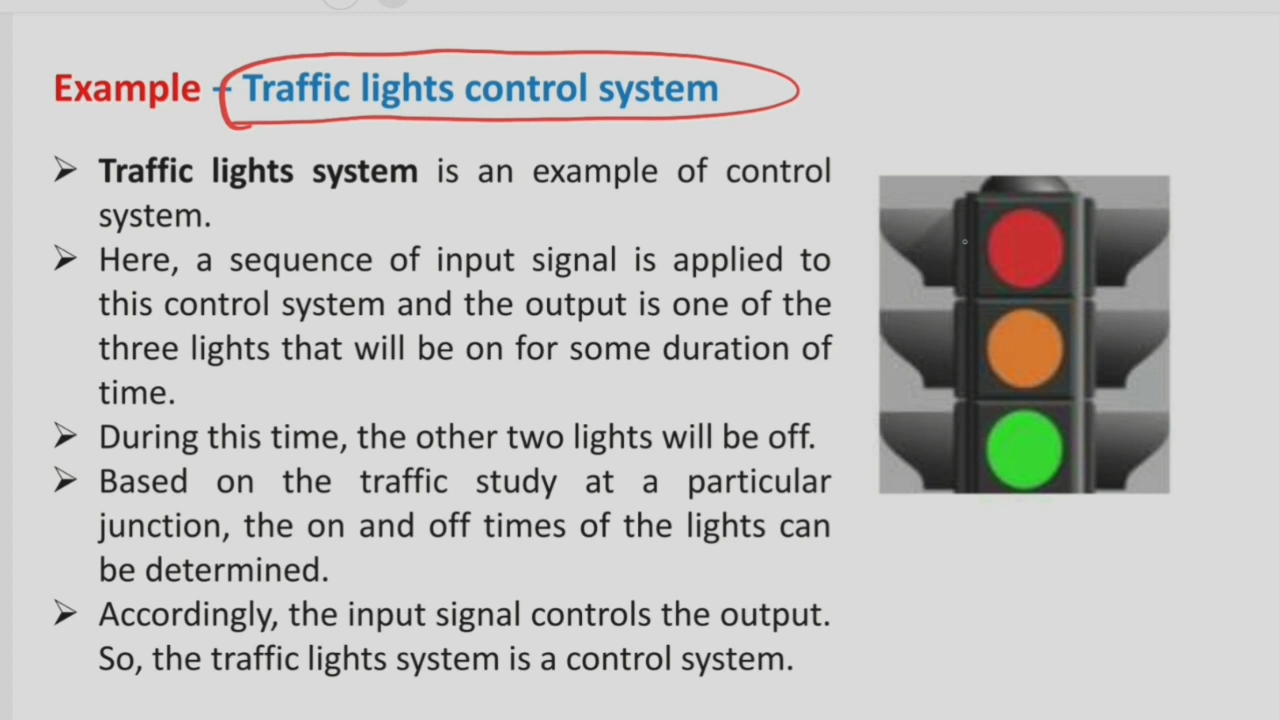 Example - Traffic lights control system
➢ Traffic lights system is an example of control
system.
➢ Here, a sequence of input signal is applied to
this control system and the output is one of the
three lights that will be on for some duration of
time.
➢ During this time, the other two lights will be off.
➢ Based on the traffic study at a particular
junction, the on and off times of the lights can
be determined.
➢ Accordingly, the input signal controls the output.
So, the traffic lights system is a control system.